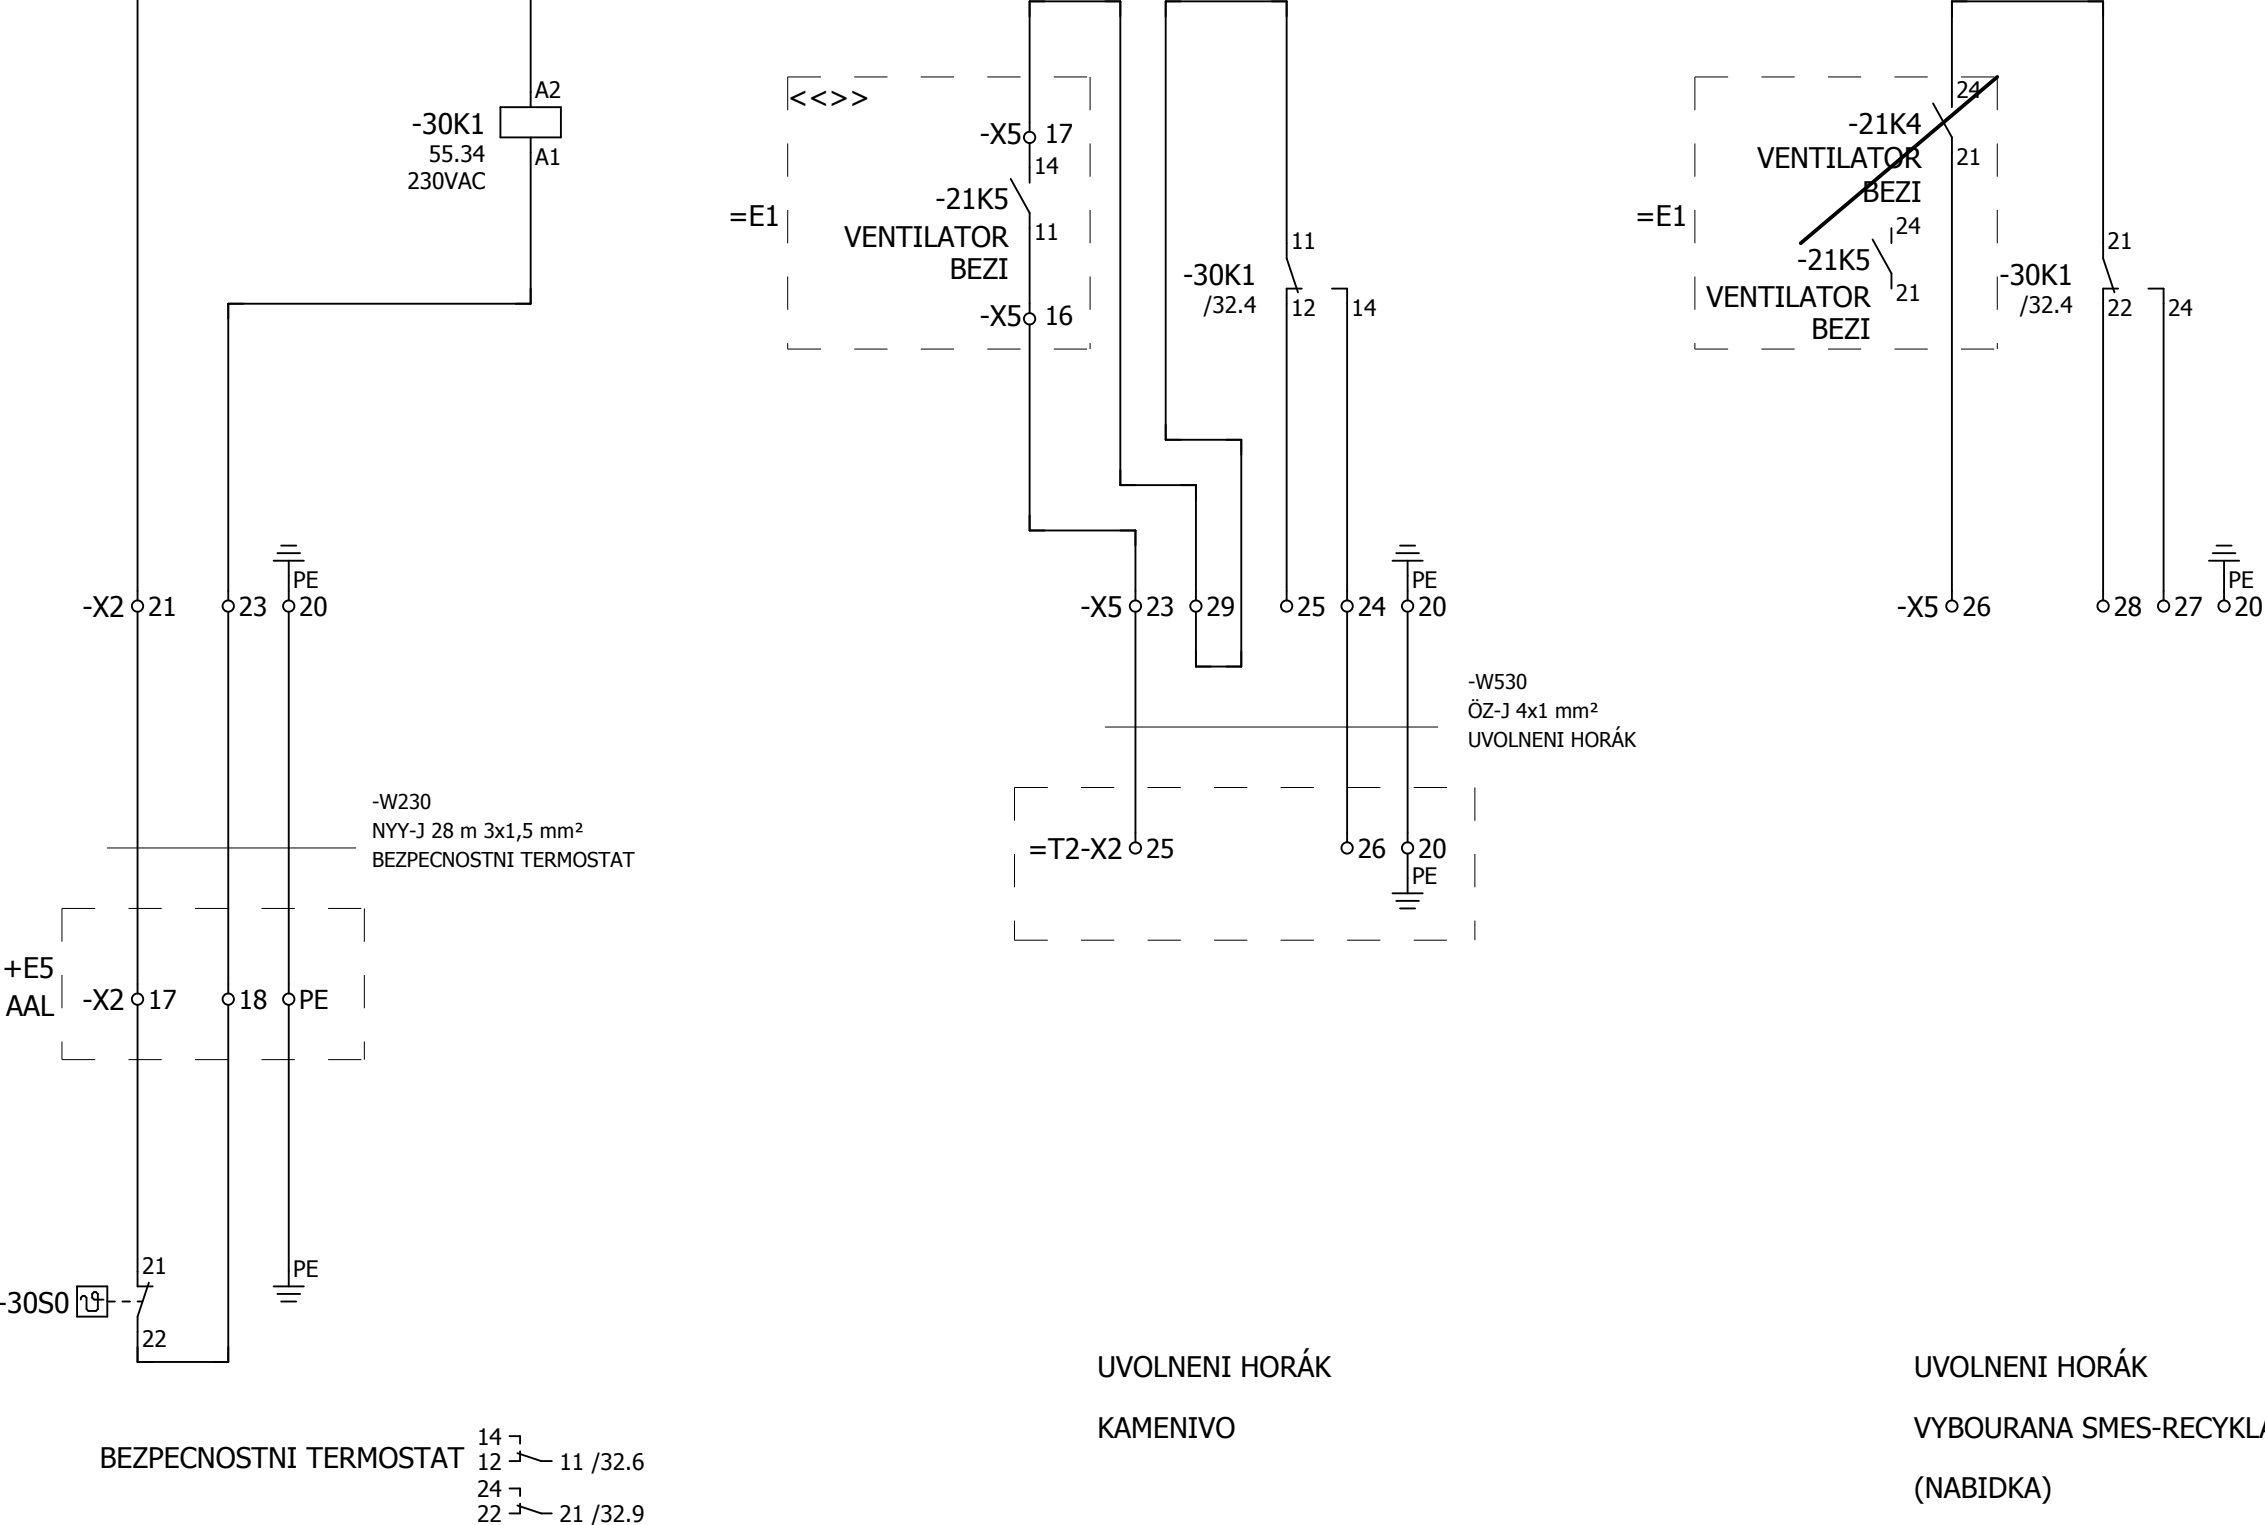 A2
-30K1
55.34
230VAC
A1
<<>>
-X5 17
14
-21K5
=E1
VENTILATOR
11
BEZI
-X5 16
11
-30K1
/32.4
12
14
24
-21K4
VENTILATOR
21
BEZI
=E1
24
-21K5
VENTILATOR
21
BEZI
21
-30K1
/32.4
22
24
PE
-X2 21 23 20
PE
-X5 23 29 25 24 20
PE
-X5 26 28 27 20
-W530
ÖZ-J 4x1 mm²
UVOLNENI HORÁK
-W230
NYY-J 28 m 3x1,5 mm²
BEZPECNOSTNI TERMOSTAT
=T2-X2 25 26 20
PE
+E5
AAL
-X2 17 18 PE
21
PE
-30S0
22
UVOLNENI HORÁK
KAMENIVO
UVOLNENI HORÁK
VYBOURANA SMES-RECYKLA
(NABIDKA)
BEZPECNOSTNI TERMOSTAT
14
12 11 /32.6
24
22 21 /32.9